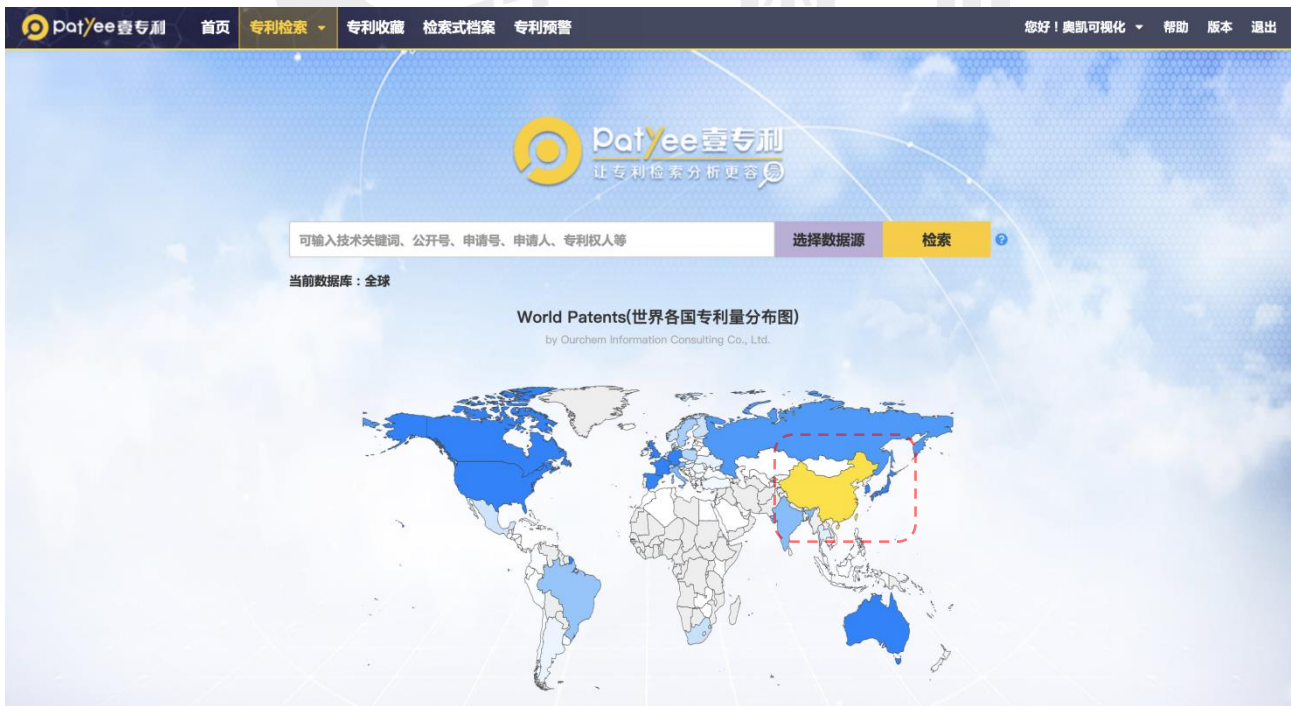 PatYee壹专利 首页 专利检索 专利收藏 检索式档案 专利预警 您好！奥凯可视化 帮助 版本 退出
PatYee壹专利
让专利检索分析更容易
可输入技术关键词、公开号、申请号、申请人、专利权人等 选择数据源 检索 ?
当前数据库：全球
World Patents(世界各国专利量分布图)
by Ourchem Information Consulting Co., Ltd.